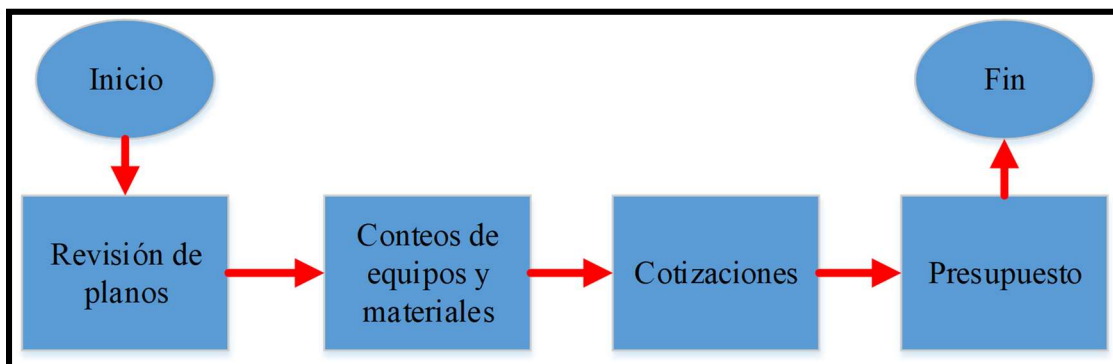 Inicio
Fin
Revisión de
planos
Conteos de
equipos y
materiales
Cotizaciones
Presupuesto